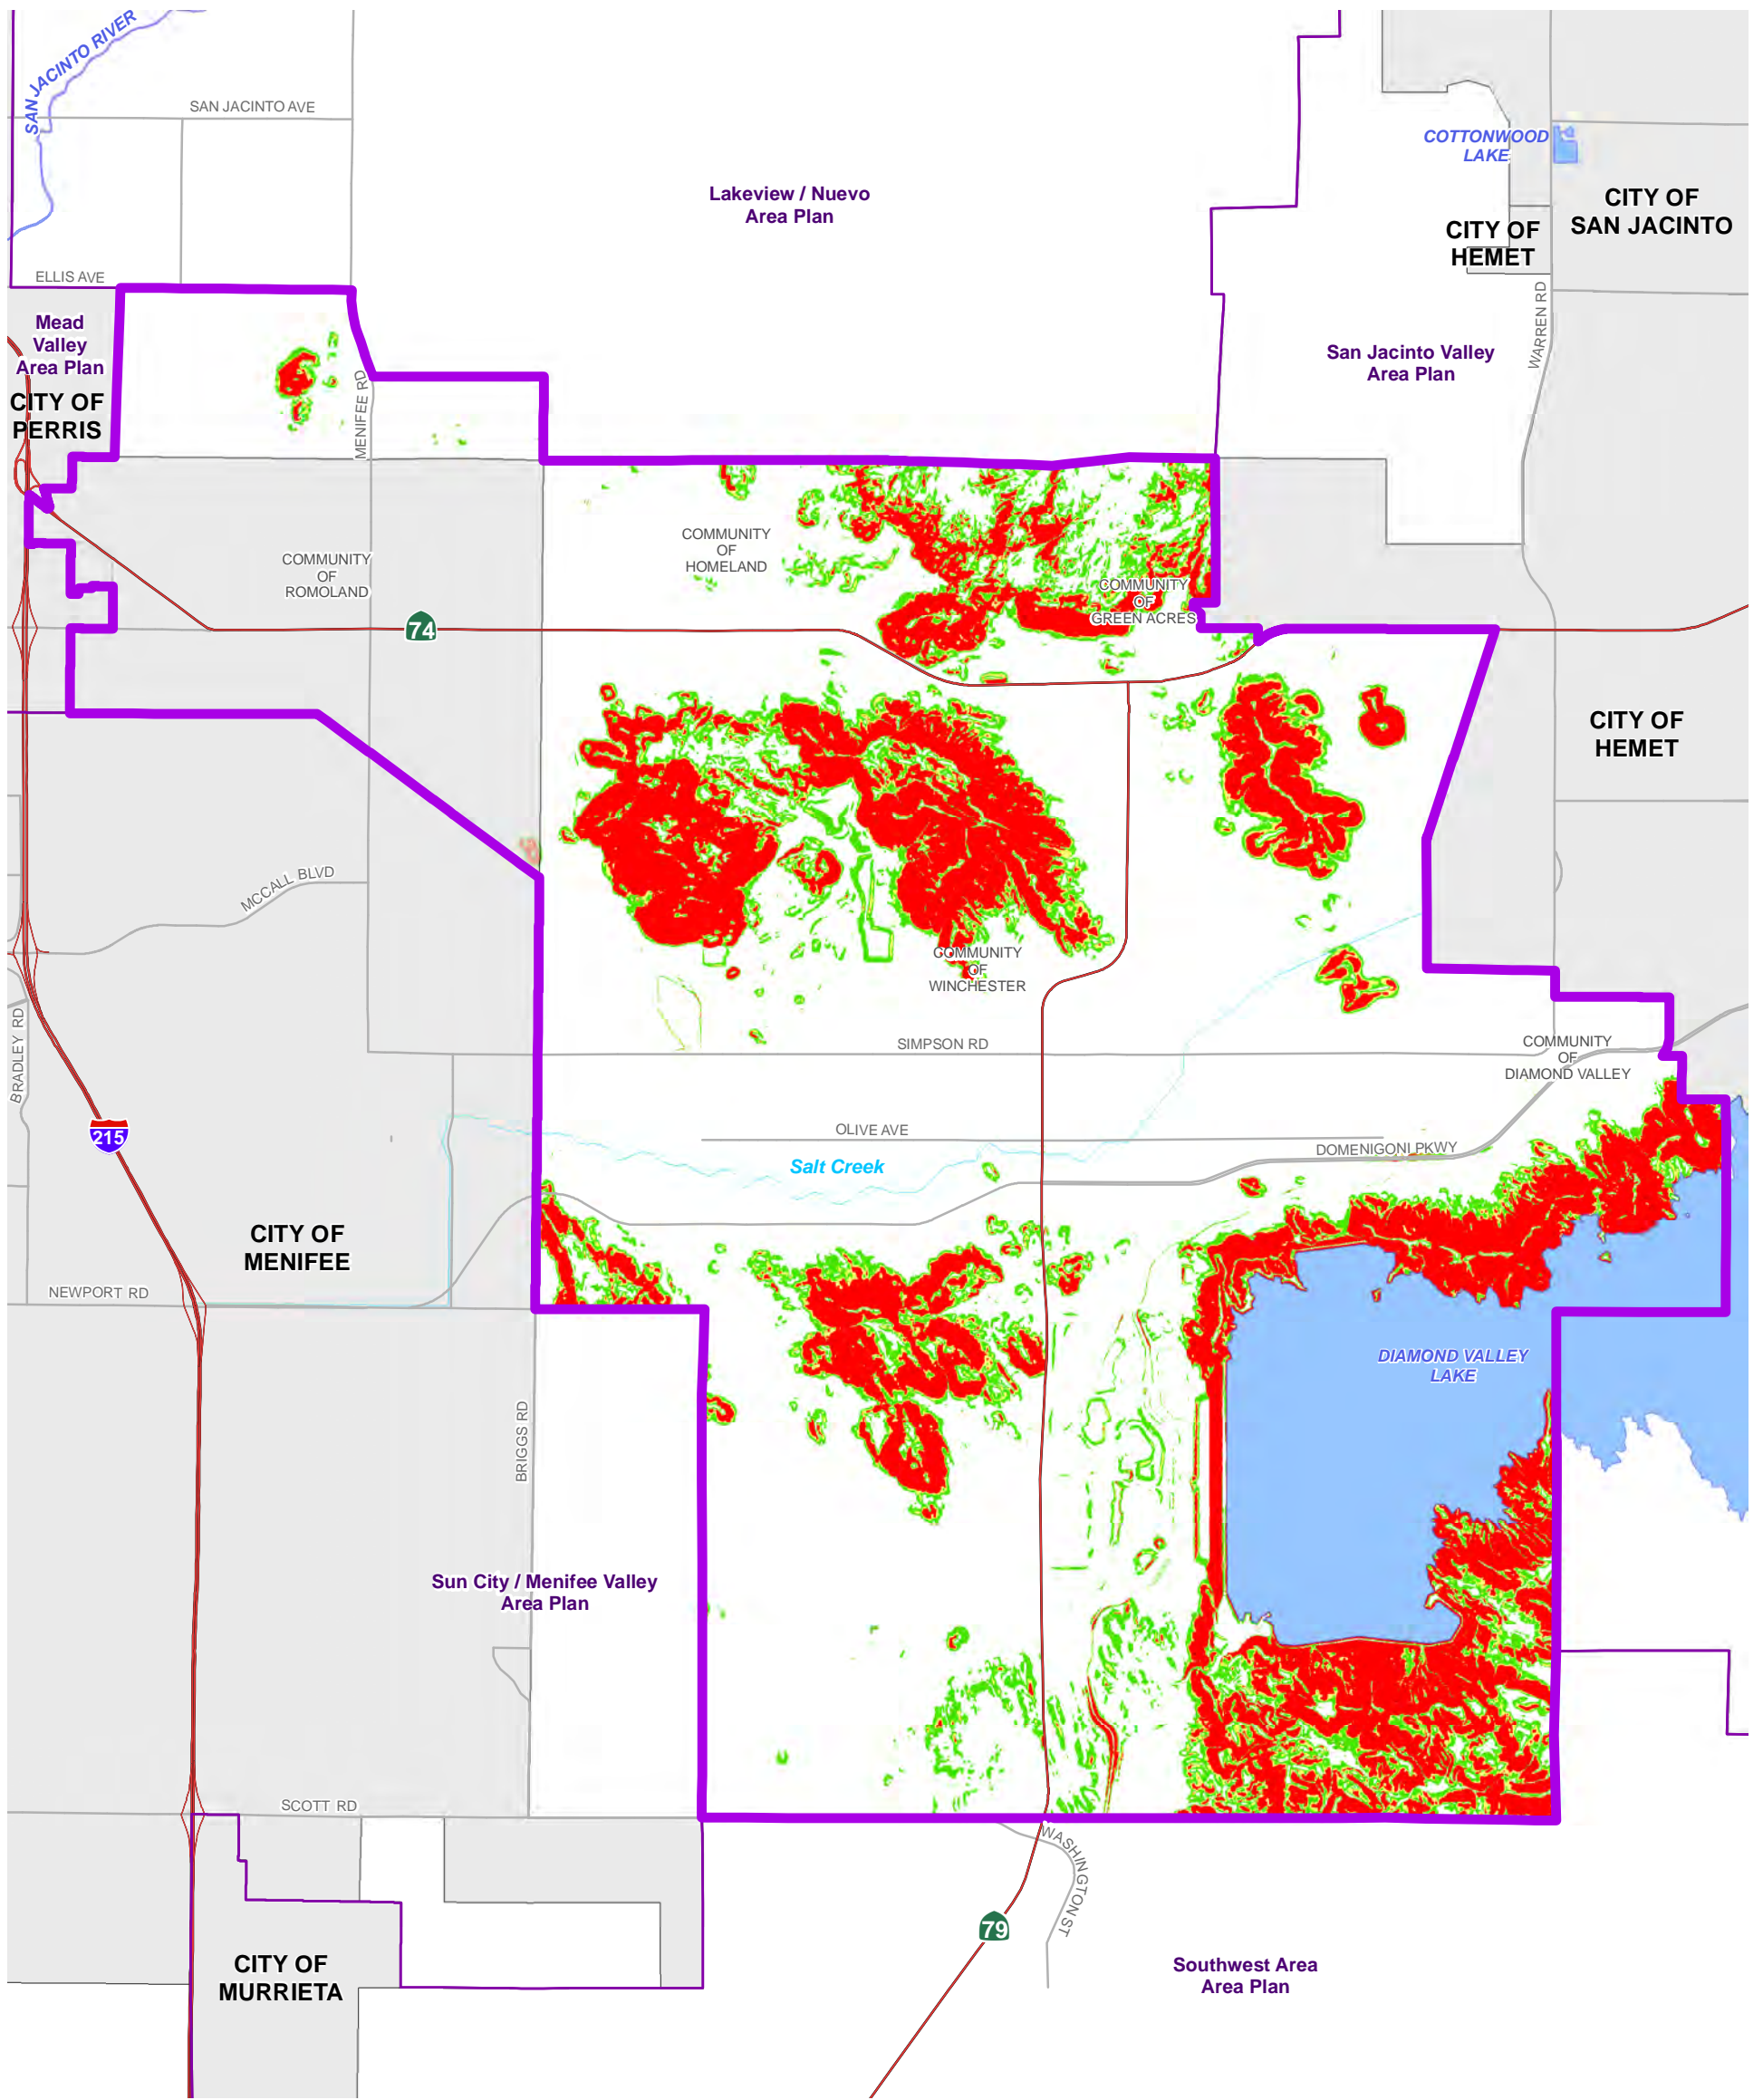 SAN JACINTO RIVER
SAN JACINTO AVE
COTTONWOOD
LAKE
Lakeview / Nuevo
Area Plan
CITY OF
SAN JACINTO
CITY OF
HEMET
ELLIS AVE
WARREN RD
Mead
Valley
Area Plan
San Jacinto Valley
Area Plan
MENIFEE RD
CITY OF
PERRIS
COMMUNITY
OF
HOMELAND
COMMUNITY
OF
ROMOLAND
COMMUNITY
OF
GREEN ACRES
74
CITY OF
HEMET
MCCALL BLVD
COMMUNITY
OF
WINCHESTER
BRADLEY RD
SIMPSON RD
COMMUNITY
OF
DIAMOND VALLEY
215
OLIVE AVE
DOMENIGONI PKWY
Salt Creek
CITY OF
MENIFEE
NEWPORT RD
DIAMOND VALLEY
LAKE
BRIGGS RD
Sun City / Menifee Valley
Area Plan
SCOTT RD
WASHINGTON ST
79
CITY OF
MURRIETA
Southwest Area
Area Plan